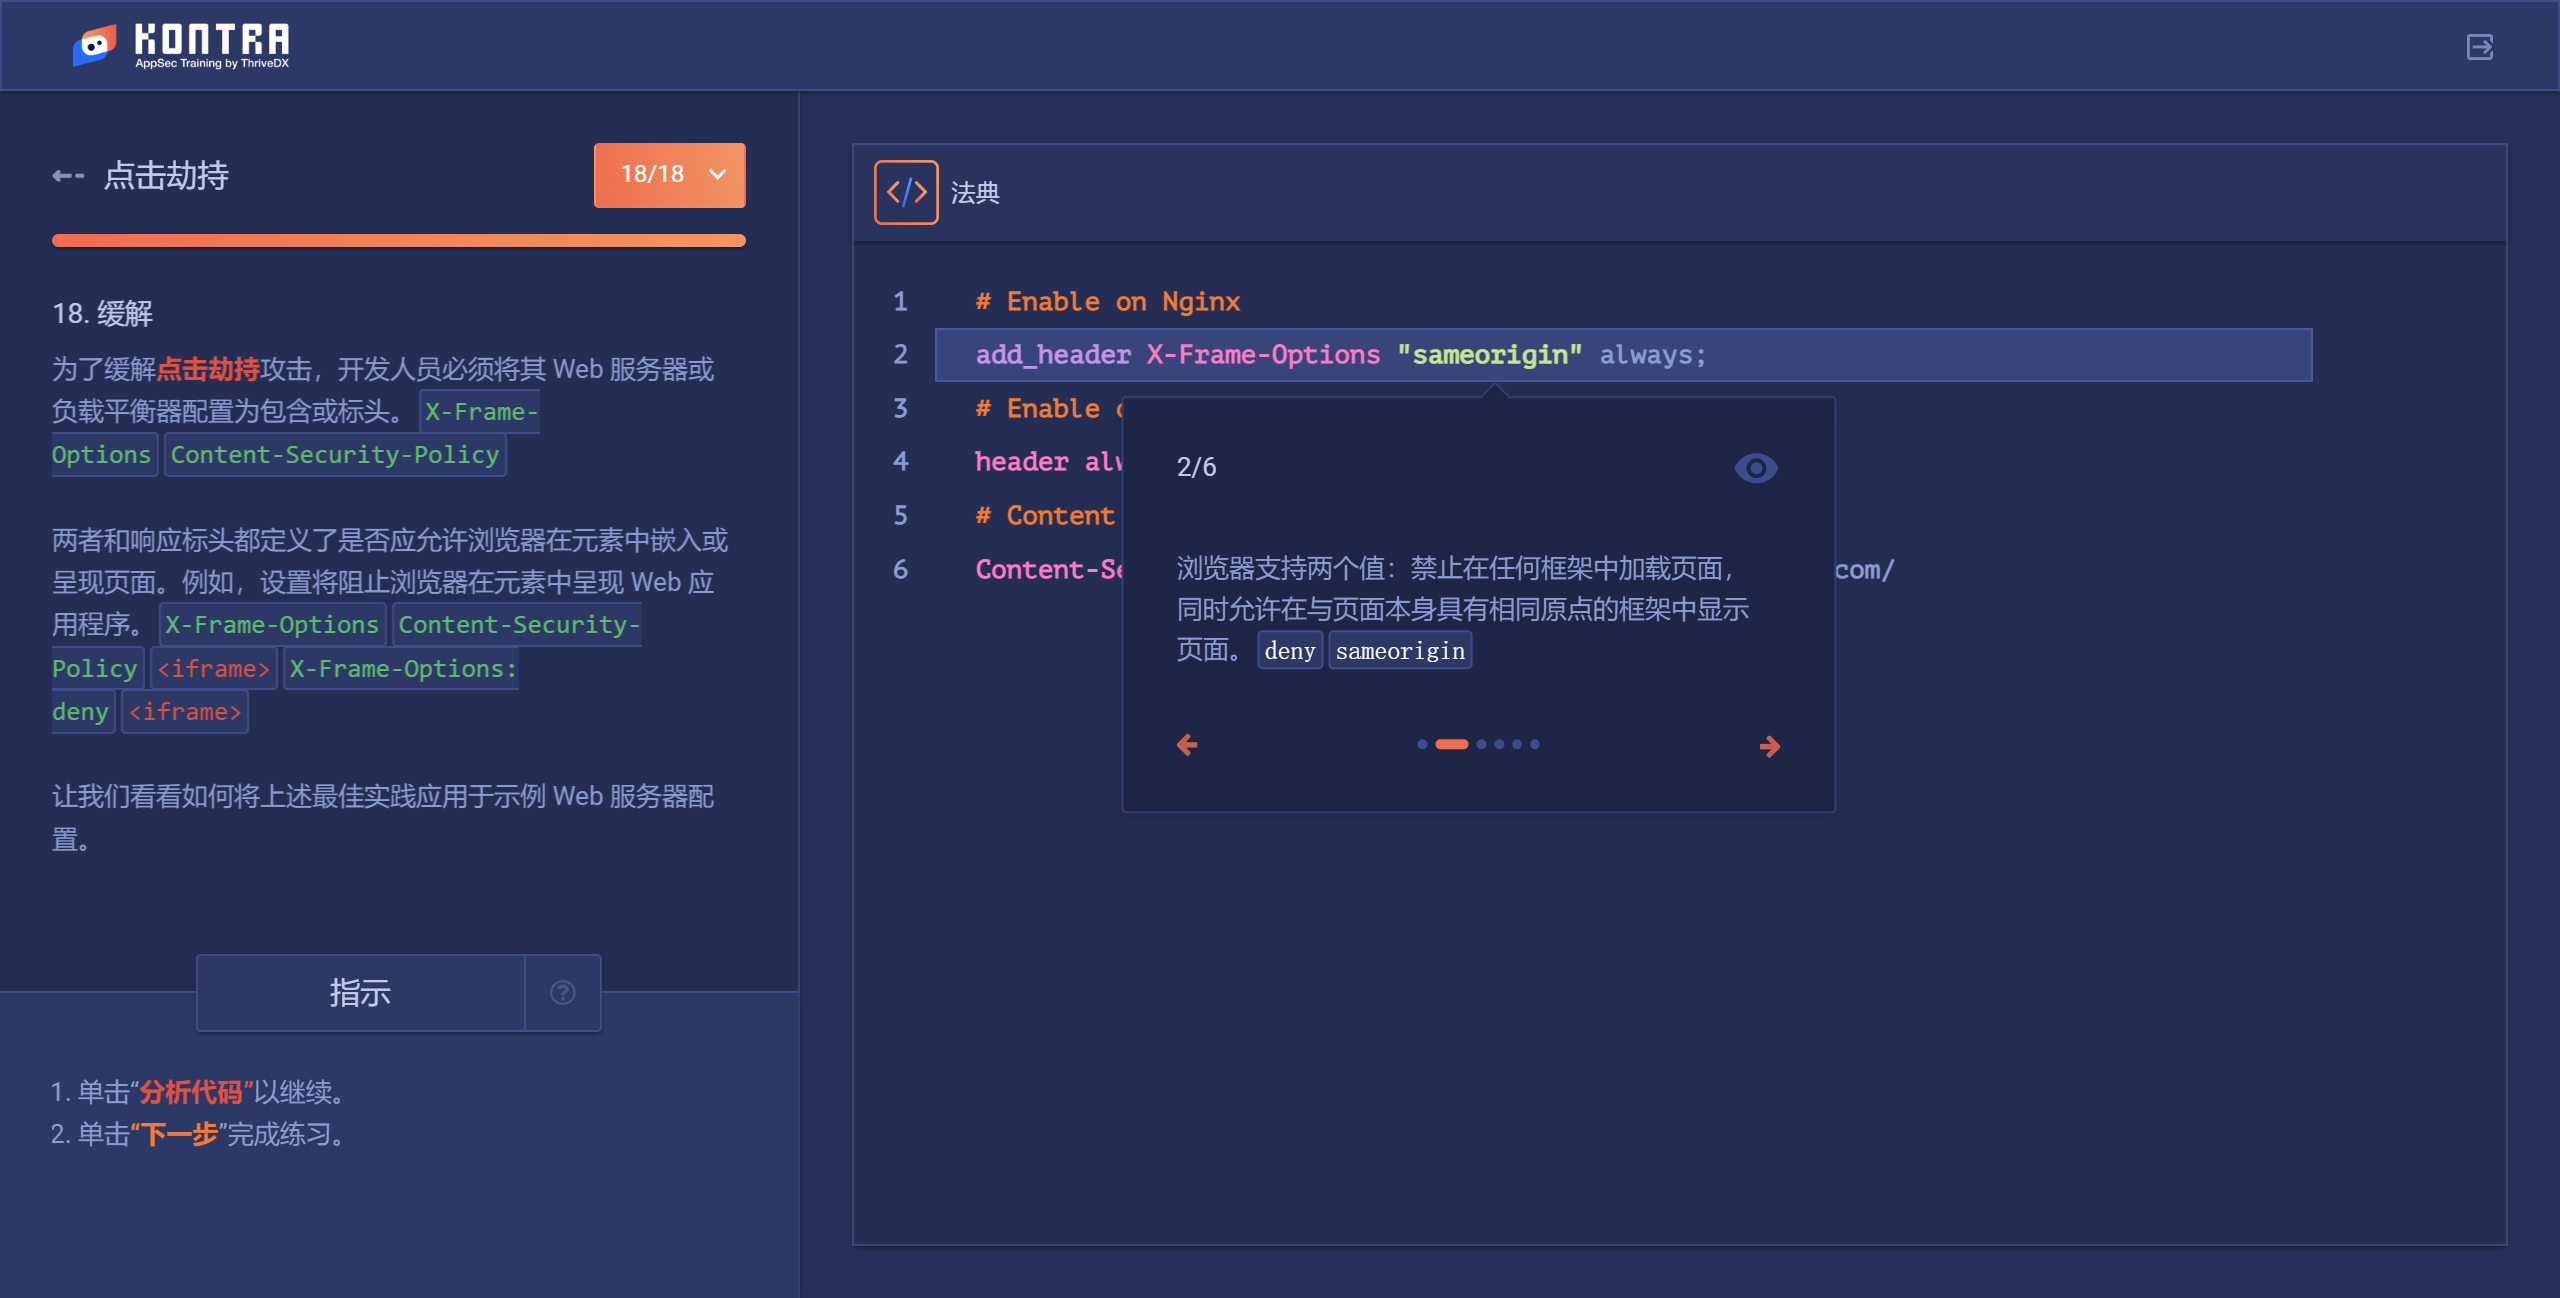 KONTRA
AppSec Training by ThriveDX
点击劫持
18/18
18. 缓解
为了缓解点击劫持攻击，开发人员必须将其 Web 服务器或
负载平衡器配置为包含或标头。 X-Frame-
Options Content-Security-Policy
两者和响应标头都定义了是否应允许浏览器在元素中嵌入或
呈现页面。例如，设置将阻止浏览器在元素中呈现 Web 应
用程序。 X-Frame-Options Content-Security-
Policy <iframe> X-Frame-Options:
deny <iframe>
让我们看看如何将上述最佳实践应用于示例 Web 服务器配
置。
指示
1. 单击“分析代码”以继续。
2. 单击“下一步”完成练习。
</> 法典
1 # Enable on Nginx
2 add_header X-Frame-Options "sameorigin" always;
3 # Enable
4 header
5 # Content
6 com/
2/6
浏览器支持两个值：禁止在任何框架中加载页面，
同时允许在与页面本身具有相同原点的框架中显示
页面。 deny sameorigin